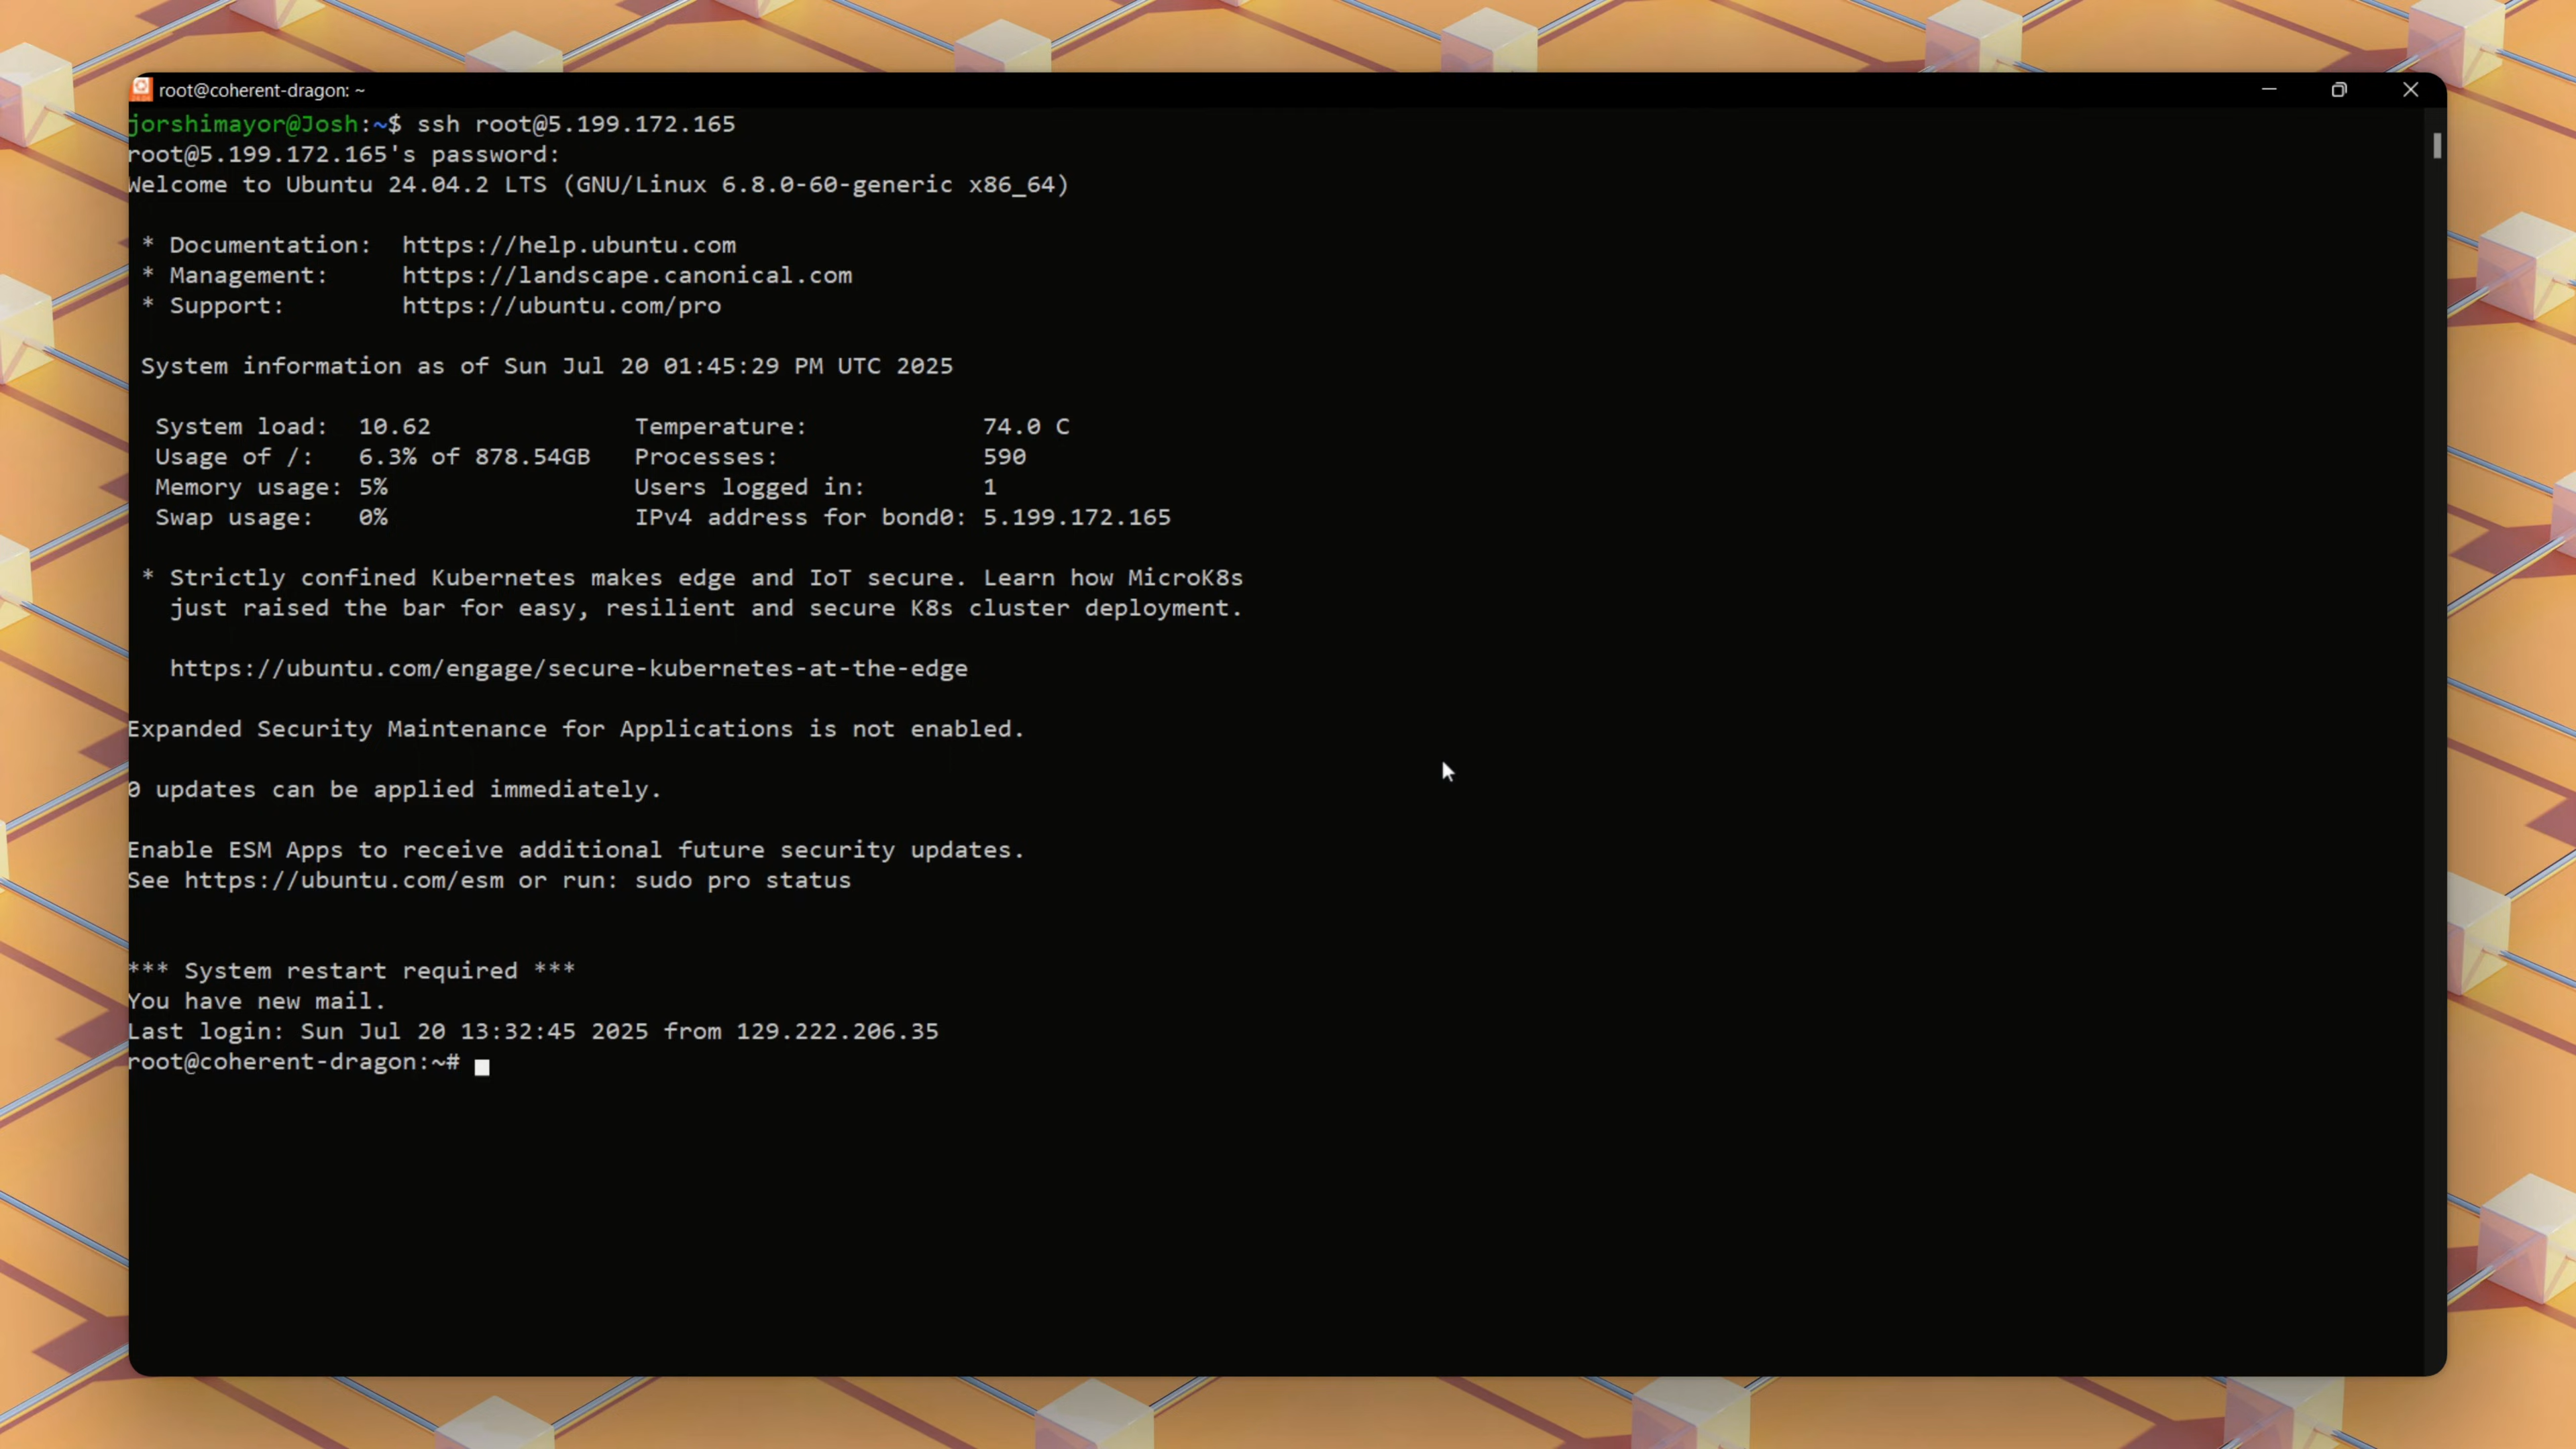 root@coherent-dragon: ~
jorshimayor@Josh:~$ ssh root@5.199.172.165
root@5.199.172.165's password:
Welcome to Ubuntu 24.04.2 LTS (GNU/Linux 6.8.0-60-generic x86_64)
* Documentation:  https://help.ubuntu.com
* Management:     https://landscape.canonical.com
* Support:        https://ubuntu.com/pro
System information as of Sun Jul 20 01:45:29 PM UTC 2025
System load:  10.62              Temperature:            74.0 C
Usage of /:   6.3% of 878.54GB   Processes:              590
Memory usage: 5%                 Users logged in:        1
Swap usage:   0%                 IPv4 address for bond0: 5.199.172.165
* Strictly confined Kubernetes makes edge and IoT secure. Learn how MicroK8s
just raised the bar for easy, resilient and secure K8s cluster deployment.
https://ubuntu.com/engage/secure-kubernetes-at-the-edge
Expanded Security Maintenance for Applications is not enabled.
0 updates can be applied immediately.
Enable ESM Apps to receive additional future security updates.
See https://ubuntu.com/esm or run: sudo pro status
*** System restart required ***
You have new mail.
Last login: Sun Jul 20 13:32:45 2025 from 129.222.206.35
root@coherent-dragon:~#